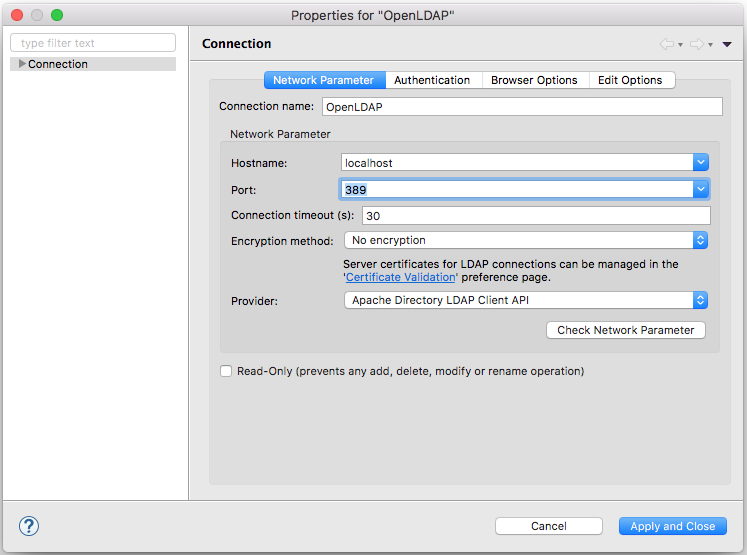 Properties for "OpenLDAP"
type filter text
Connection
Connection
Network Parameter Authentication Browser Options Edit Options
Connection name: OpenLDAP
Network Parameter
Hostname: localhost
Port: 389
Connection timeout (s): 30
Encryption method: No encryption
Server certificates for LDAP connections can be managed in the
'Certificate Validation' preference page.
Provider: Apache Directory LDAP Client API
Check Network Parameter
Read-Only (prevents any add, delete, modify or rename operation)
? Cancel Apply and Close